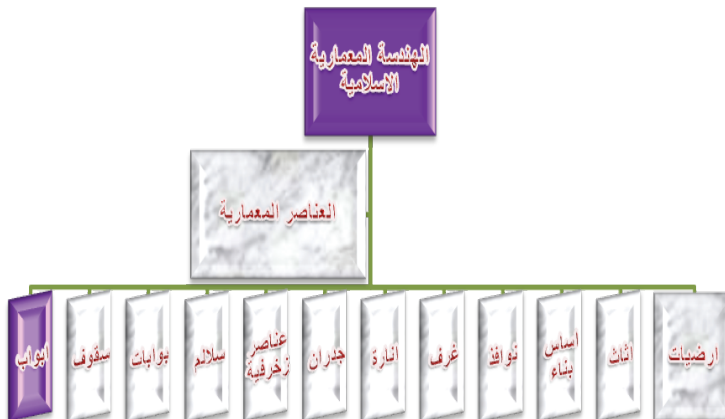 الهندسة المعمارية
الاسلامية
العناصر المعمارية
ارضيات
اثاث
اساس
بناء
نوافذ
غرف
انارة
جدران
عناصر
زخرفية
سلالم
بوابات
سقوف
ابواب